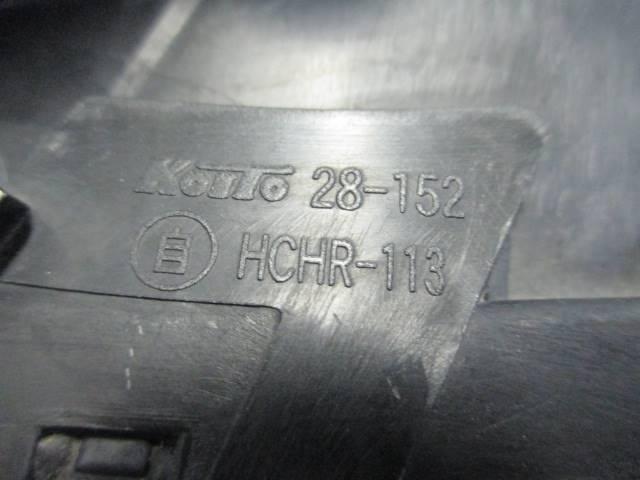 KOITO 28-152
自 HCHR-113